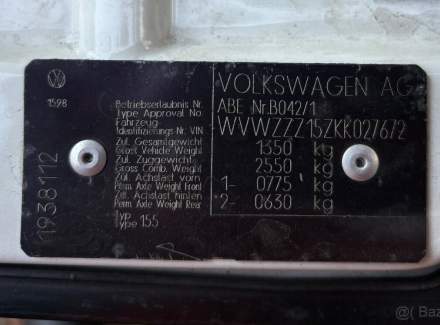 VOLKSWAGEN AG
1598
Betriebserlaubnis Nr.
Type Approval No
ABE Nr.B042/1
Fahrzeug
Identifizierungs Nr. VIN
WVWZZZ15ZKK027672
Zul. Gesamtgewicht
Gross Vehicle Weight
1350 kg
Zul. Zuggewicht
Gross Comb. Weight
2550 kg
Zul. Achslast vorn
Perm. Axle Weight Front
1- 0775 kg
Zul. Achslast hinten
Perm. Axle Weight Rear
2- 0630 kg
Typ
Type 155
1938112
@( Baz